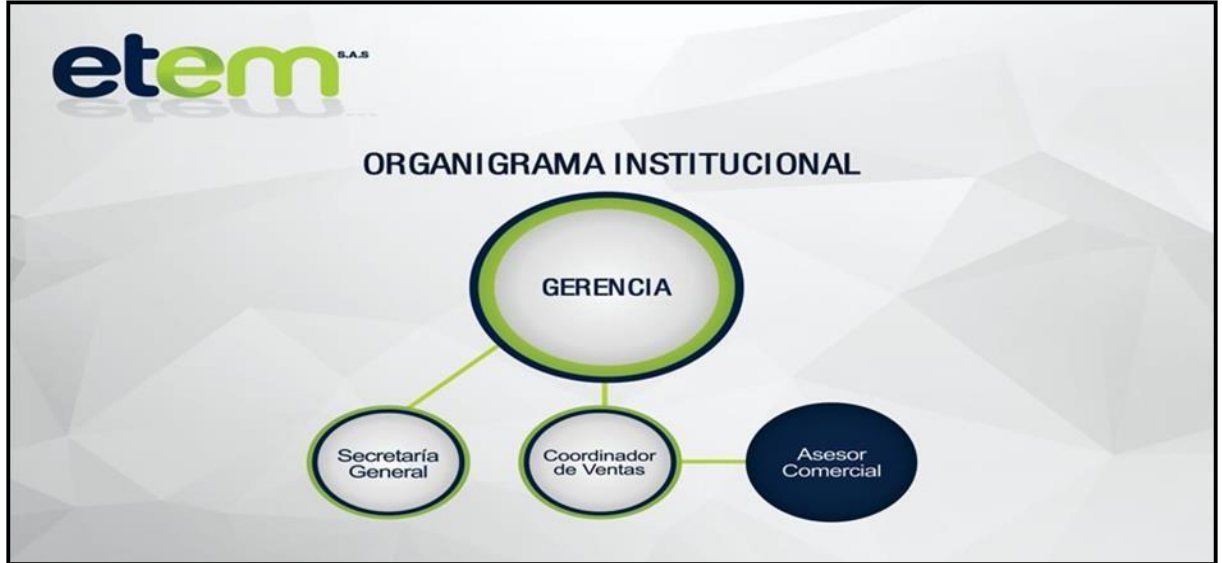 etem S.A.S
ORGANIGRAMA INSTITUCIONAL
GERENCIA
Secretaría
General
Coordinador
de Ventas
Asesor
Comercial